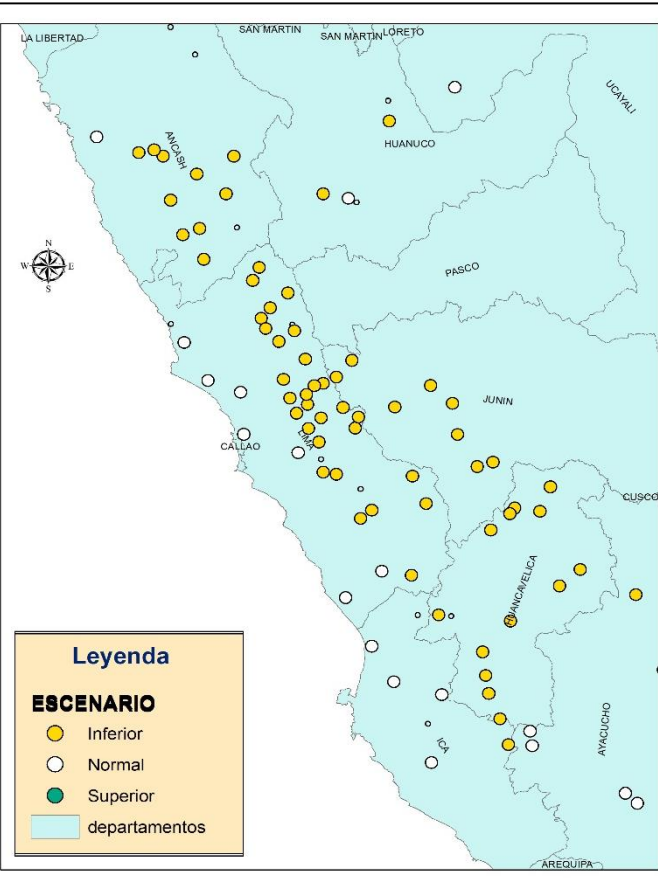 LA LIBERTAD
SAN MARTIN
SAN MARTIN
LORETO
UCAYALI
ANCASH
HUANUCO
N
W
E
S
PASCO
JUNIN
LIMA
CALLAO
CUSCO
HUANCAVELICA
AYACUCHO
ICA
AREQUIPA
Leyenda
ESCENARIO
Inferior
Normal
Superior
departamentos